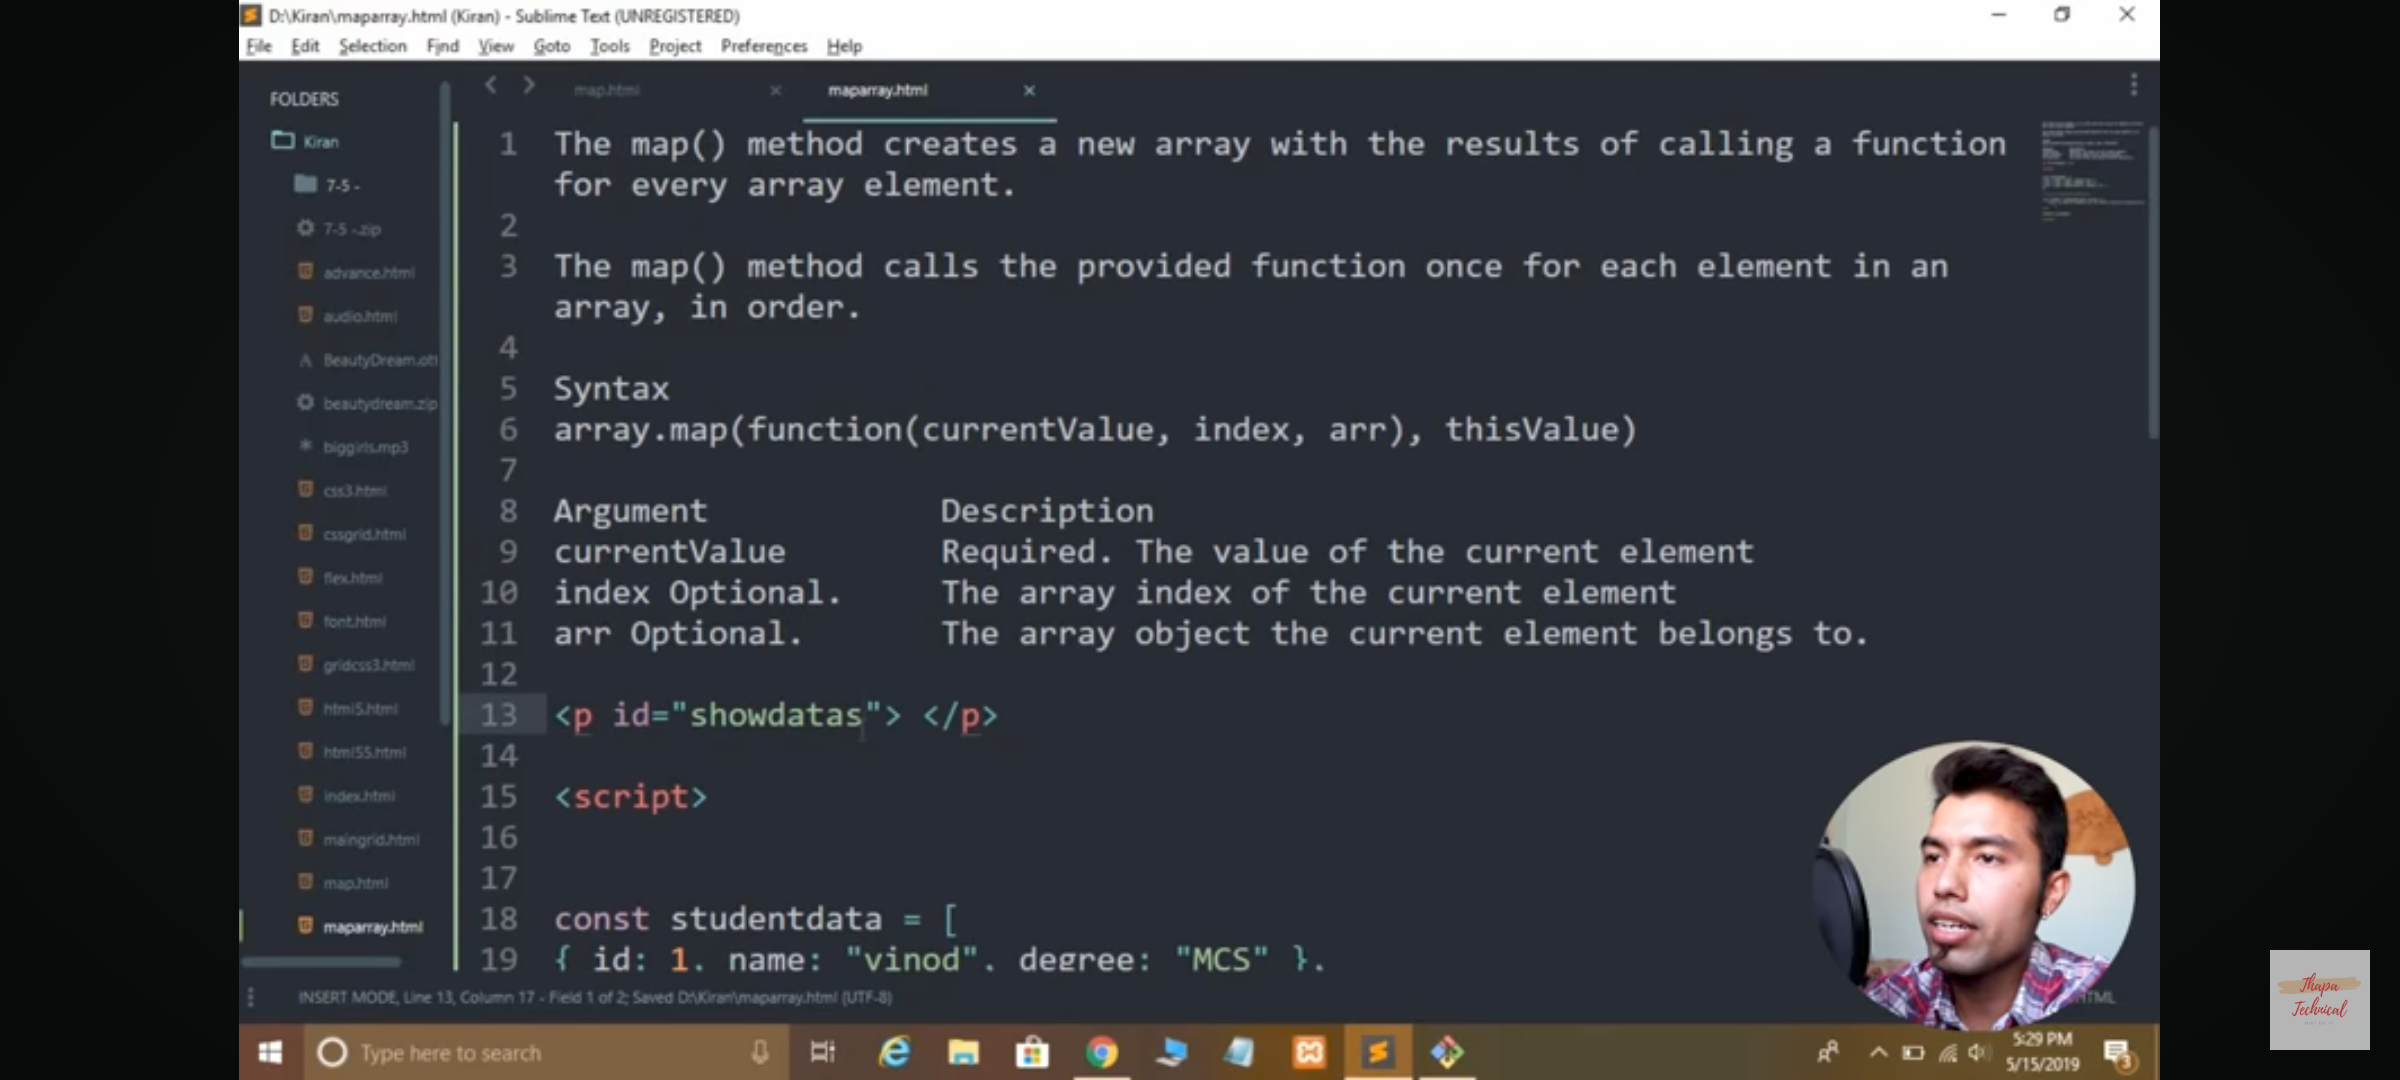 D:\Kiran\maparray.html (Kiran) - Sublime Text (UNREGISTERED)
File Edit Selection Find View Goto Tools Project Preferences Help
FOLDERS
Kiran
7-5 -
7-5 -.zip
advance.html
audio.html
BeautyDream.ot
beautydream.zip
biggirls.mp3
css3.html
cssgrid.html
flex.html
font.html
gridcss3.html
html5.html
html55.html
index.html
maingrid.html
map.html
maparray.html
map.html
maparray.html
1 The map() method creates a new array with the results of calling a function
for every array element.
2
3 The map() method calls the provided function once for each element in an
array, in order.
4
5 Syntax
6 array.map(function(currentValue, index, arr), thisValue)
7
8 Argument Description
9 currentValue Required. The value of the current element
10 index Optional. The array index of the current element
11 arr Optional. The array object the current element belongs to.
12
13 <p id="showdatas"> </p>
14
15 <script>
16
17
18 const studentdata = [
19 { id: 1, name: "vinod", degree: "MCS" },
INSERT MODE, Line 13, Column 17 - Field 1 of 2; Saved D:\Kiran\maparray.html (UTF-8)
HTML
Type here to search
5:29 PM
5/15/2019
3
Thapa
Technical